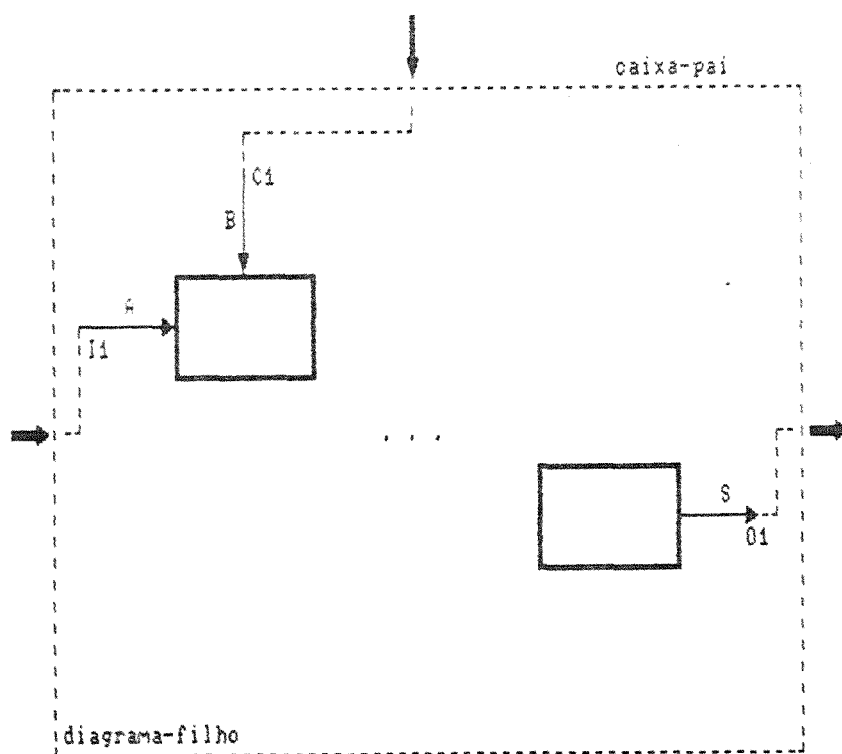 caixa-pai
C1
B
A
I1
. . .
S
O1
diagrama-filho